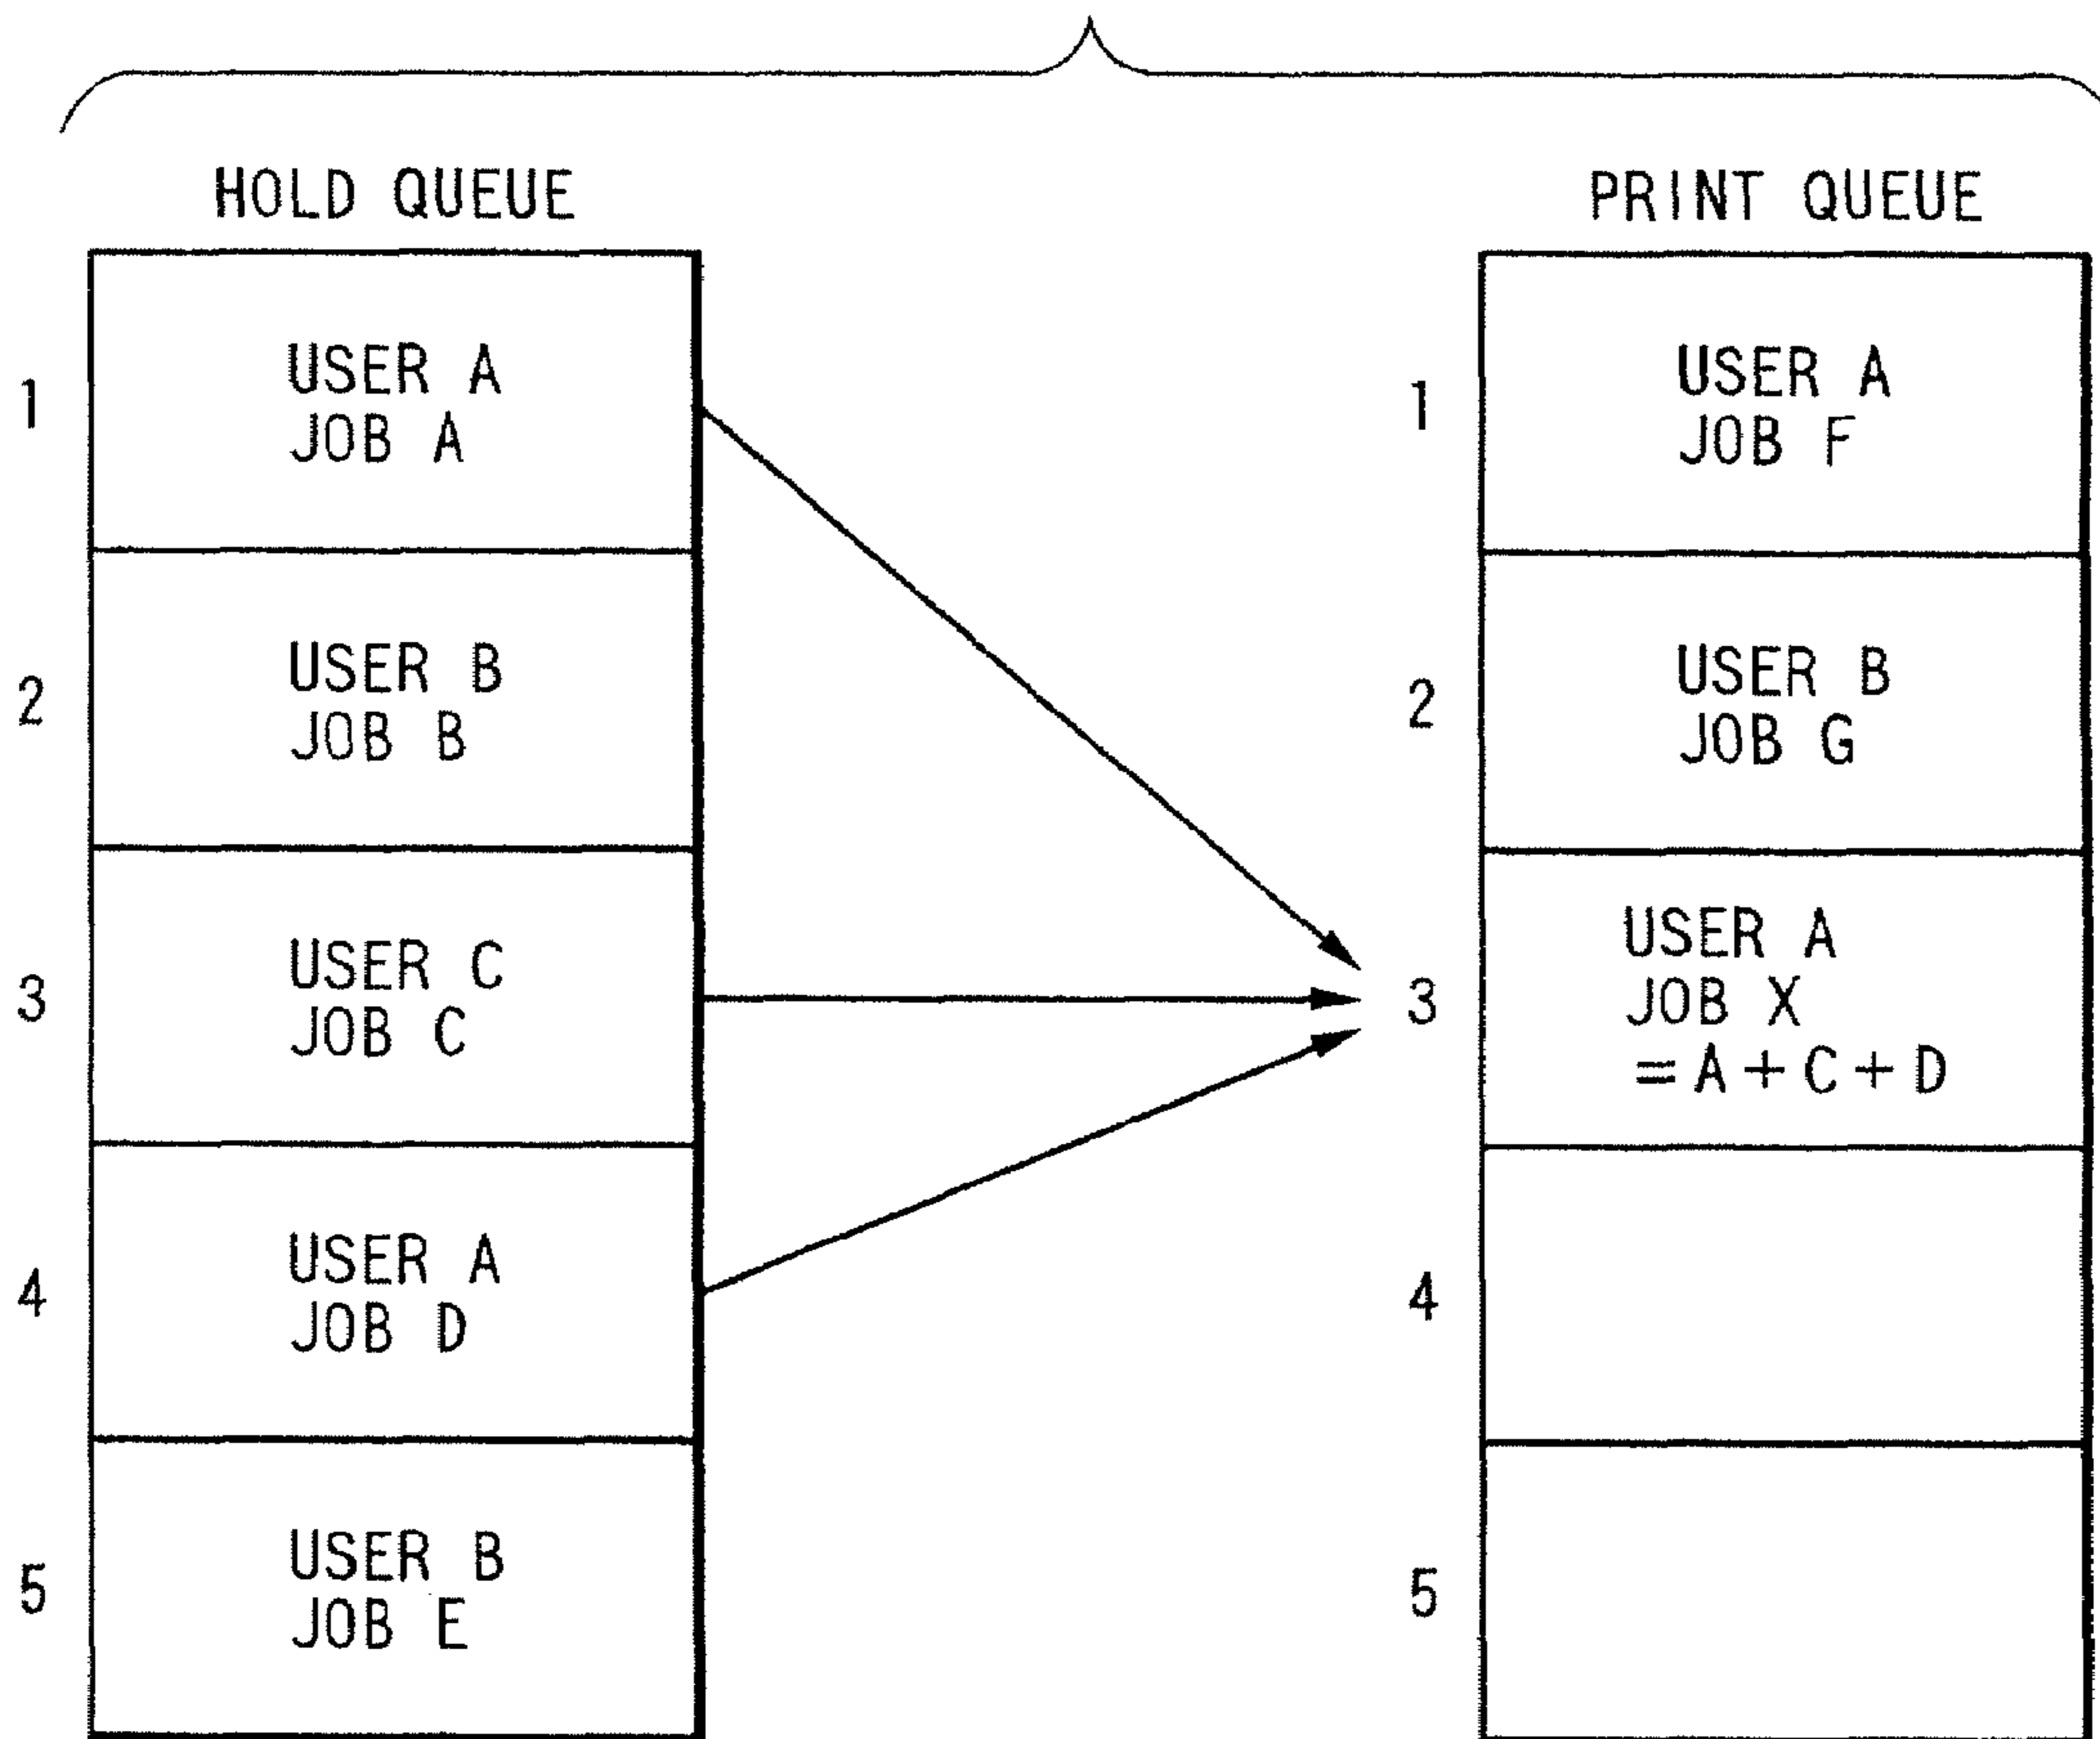 HOLD QUEUE
1
USER A
JOB A
2
USER B
JOB B
3
USER C
JOB C
4
USER A
JOB D
5
USER B
JOB E
PRINT QUEUE
1
USER A
JOB F
2
USER B
JOB G
3
USER A
JOB X
=A+C+D
4
5